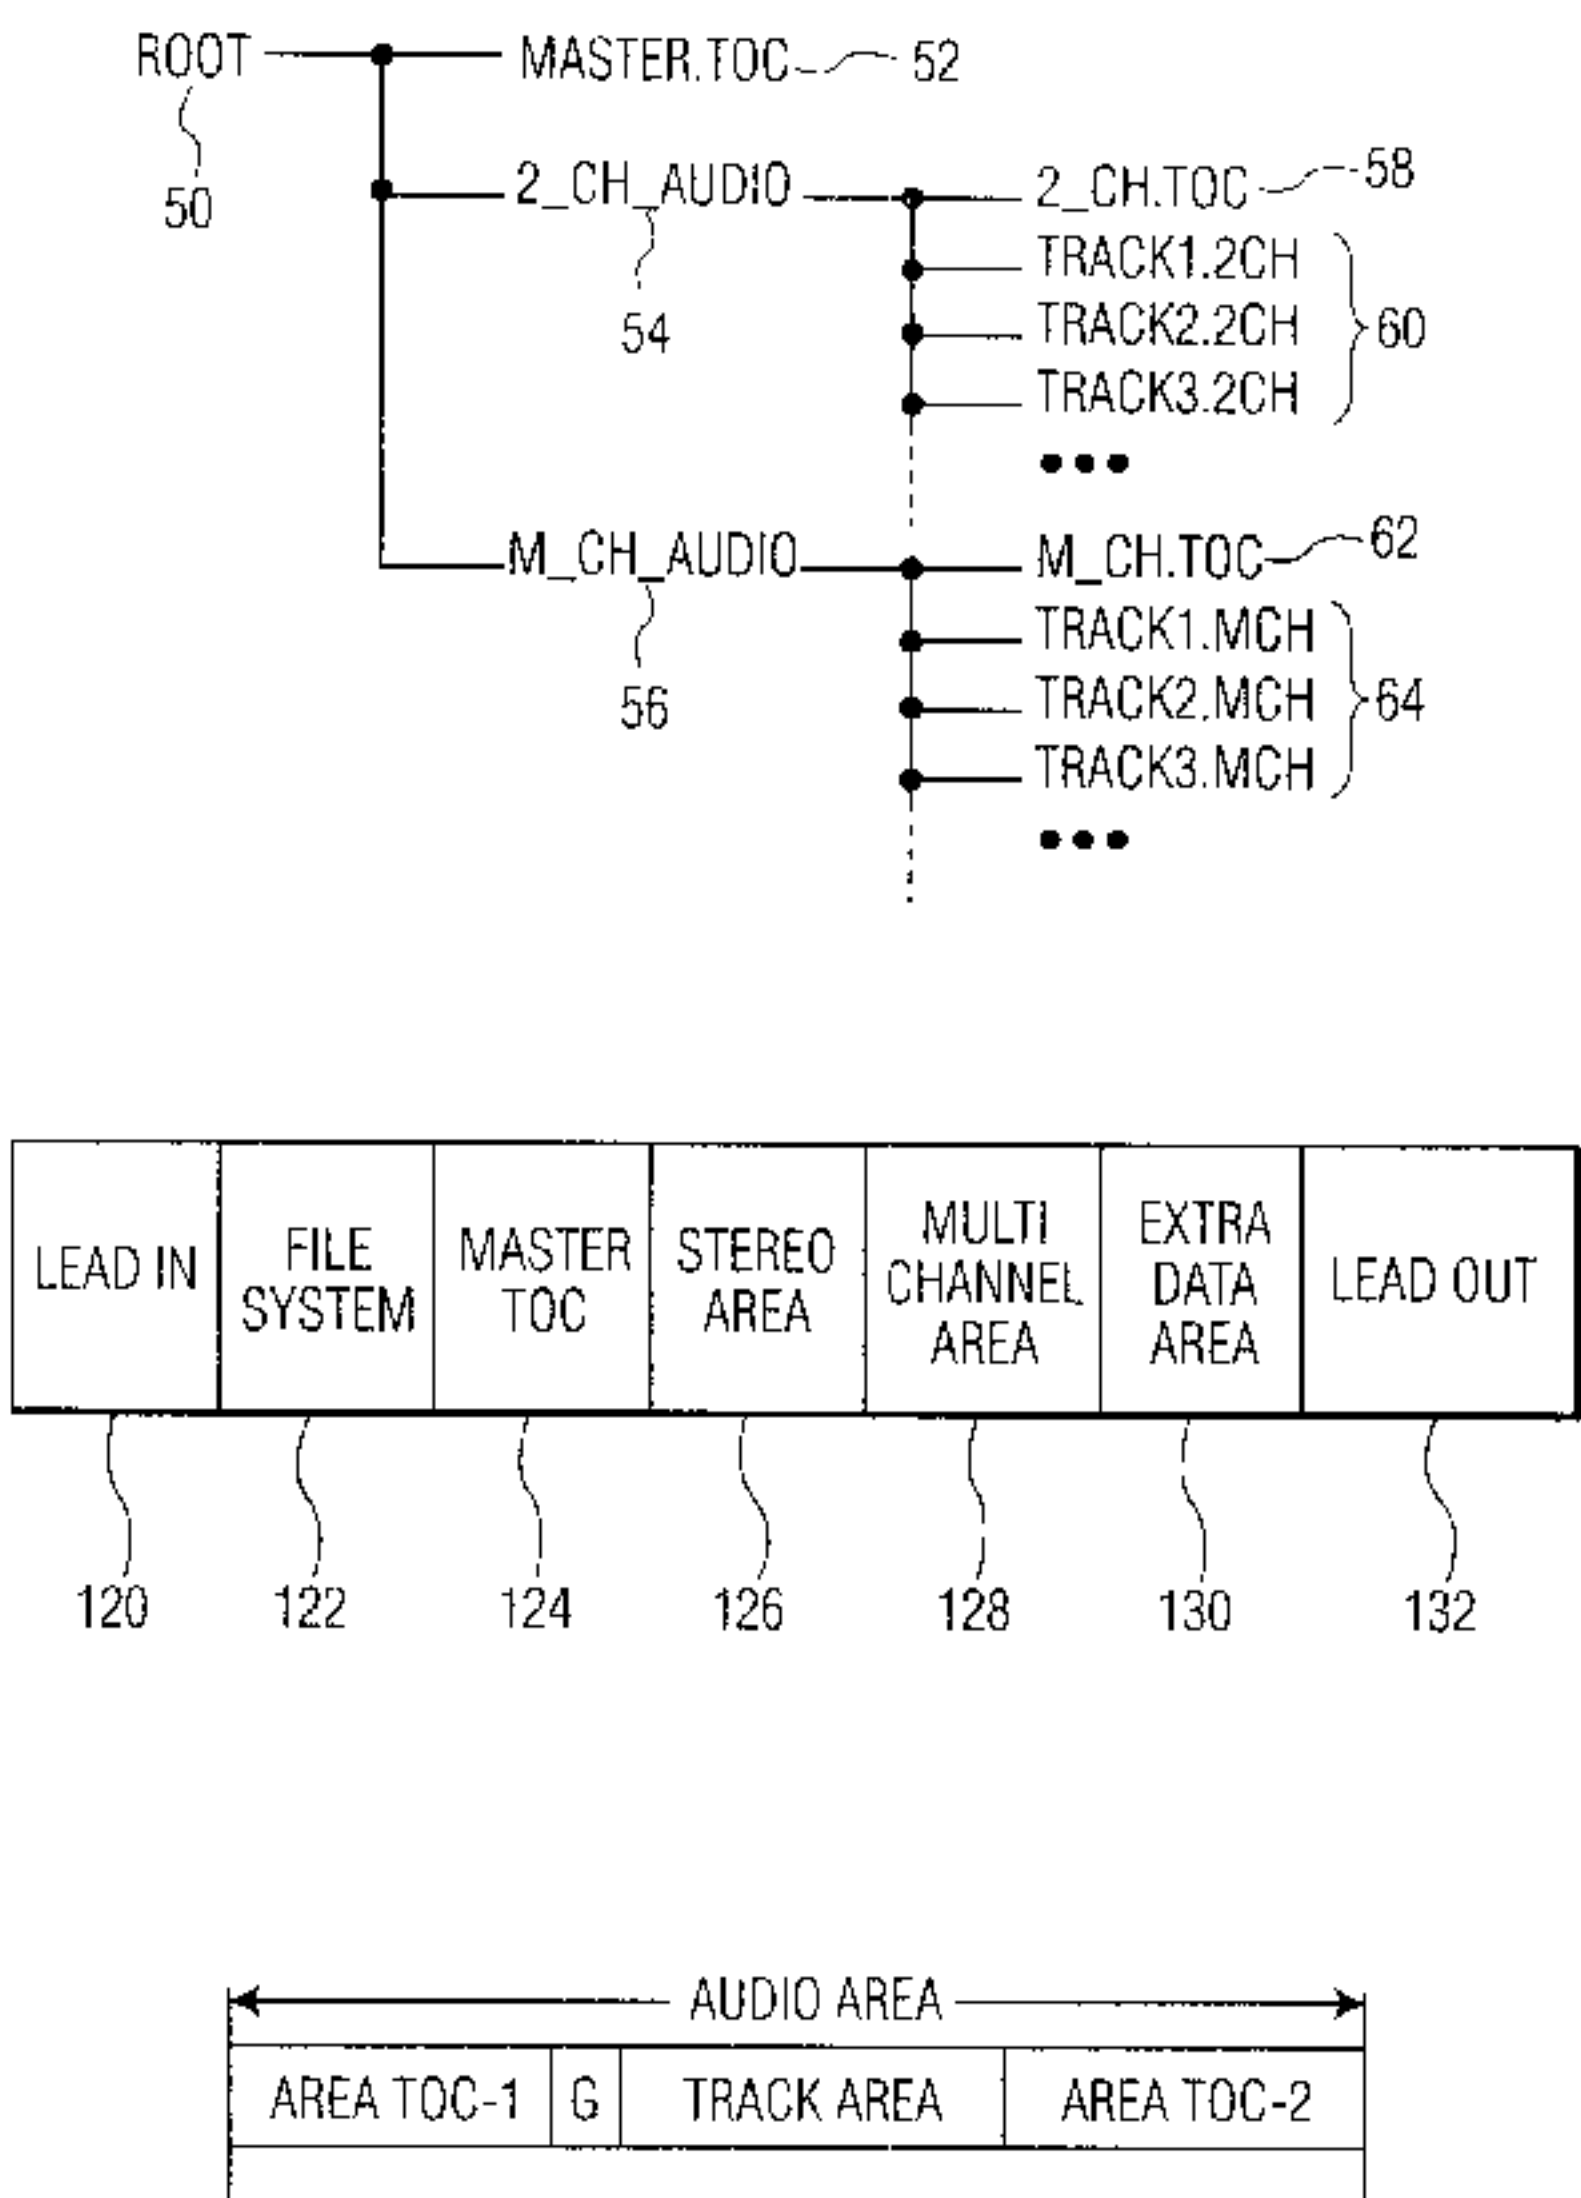 ROOT
MASTER.TOC
52
50
2_CH_AUDIO
54
2_CH.TOC
58
TRACK1.2CH
TRACK2.2CH
TRACK3.2CH
60
•••
M_CH_AUDIO
56
M_CH.TOC
62
TRACK1.MCH
TRACK2.MCH
TRACK3.MCH
64
•••
LEAD IN
FILE
SYSTEM
MASTER
TOC
STEREO
AREA
MULTI
CHANNEL
AREA
EXTRA
DATA
AREA
LEAD OUT
120
122
124
126
128
130
132
AUDIO AREA
AREA TOC-1
G
TRACK AREA
AREA TOC-2